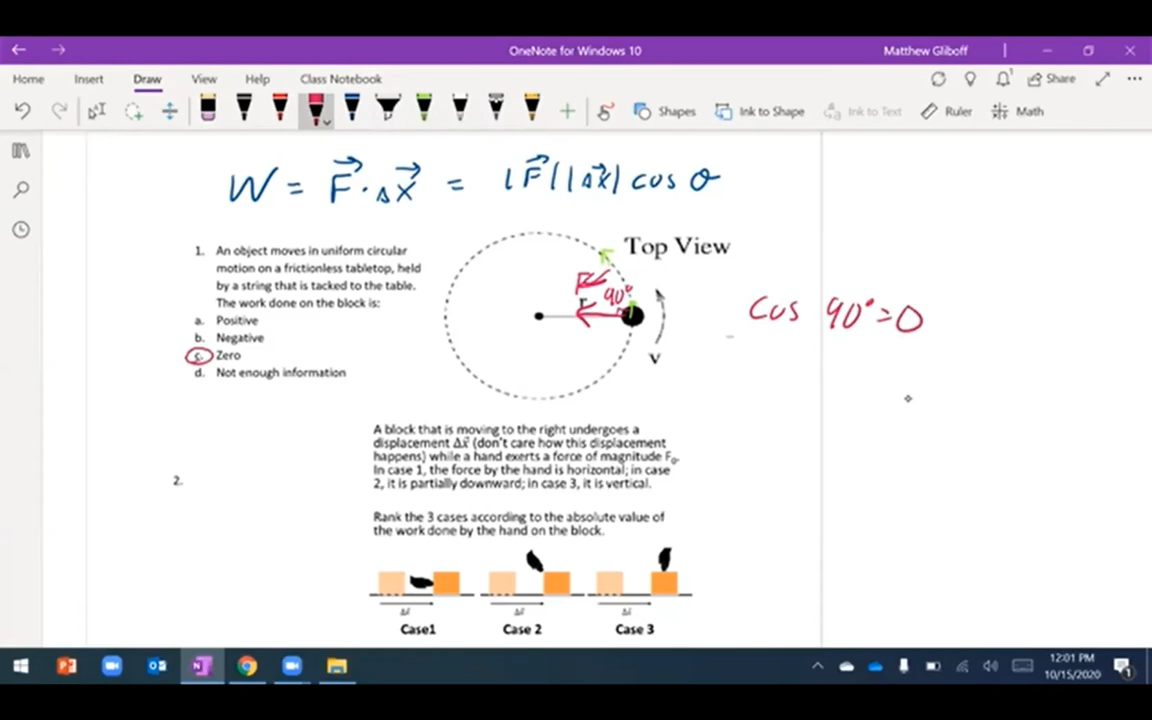 OneNote for Windows 10
Matthew Gliboff
Home Insert Draw View Help Class Notebook
Share
Shapes Ink to Shape Ink to Text Ruler Math
W = F⃗ · Δx⃗ = |F⃗||Δx⃗| cos θ
1. An object moves in uniform circular
motion on a frictionless tabletop, held
by a string that is tacked to the table.
The work done on the block is:
a. Positive
b. Negative
c. Zero
d. Not enough information
Top View
r
90°
v
cos 90° = 0
2.
A block that is moving to the right undergoes a
displacement Δx⃗ (don't care how this displacement
happens) while a hand exerts a force of magnitude F₀.
In case 1, the force by the hand is horizontal; in case
2, it is partially downward; in case 3, it is vertical.
Rank the 3 cases according to the absolute value of
the work done by the hand on the block.
Δx⃗ Δx⃗ Δx⃗
Case1 Case 2 Case 3
12:01 PM
10/15/2020